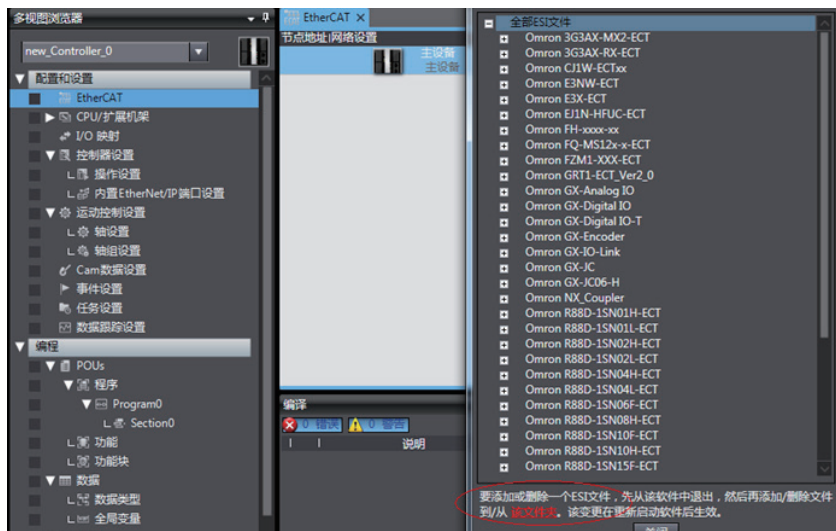 多视图浏览器
new_Controller_0
配置和设置
EtherCAT
CPU/扩展机架
I/O 映射
控制器设置
操作设置
内置EtherNet/IP端口设置
运动控制设置
轴设置
轴组设置
Cam数据设置
事件设置
任务设置
数据跟踪设置
编程
POUs
程序
Program0
Section0
功能
功能块
数据
数据类型
全局变量
EtherCAT
节点地址|网络设置
主设备
主设备
编译
0 错误 0 警告
说明
全部ESI文件
Omron 3G3AX-MX2-ECT
Omron 3G3AX-RX-ECT
Omron CJ1W-ECTxx
Omron E3NW-ECT
Omron E3X-ECT
Omron EJ1N-HFUC-ECT
Omron FH-xxxx-xx
Omron FQ-MS12x-x-ECT
Omron FZM1-XXX-ECT
Omron GRT1-ECT_Ver2_0
Omron GX-Analog IO
Omron GX-Digital IO
Omron GX-Digital IO-T
Omron GX-Encoder
Omron GX-IO-Link
Omron GX-JC
Omron GX-JC06-H
Omron NX_Coupler
Omron R88D-1SN01H-ECT
Omron R88D-1SN01L-ECT
Omron R88D-1SN02H-ECT
Omron R88D-1SN02L-ECT
Omron R88D-1SN04H-ECT
Omron R88D-1SN04L-ECT
Omron R88D-1SN06F-ECT
Omron R88D-1SN08H-ECT
Omron R88D-1SN10F-ECT
Omron R88D-1SN10H-ECT
Omron R88D-1SN15F-ECT
要添加或删除一个ESI文件，先从该软件中退出，然后再添加/删除文件
到/从 该文件夹。该变更在重新启动软件后生效。
关闭